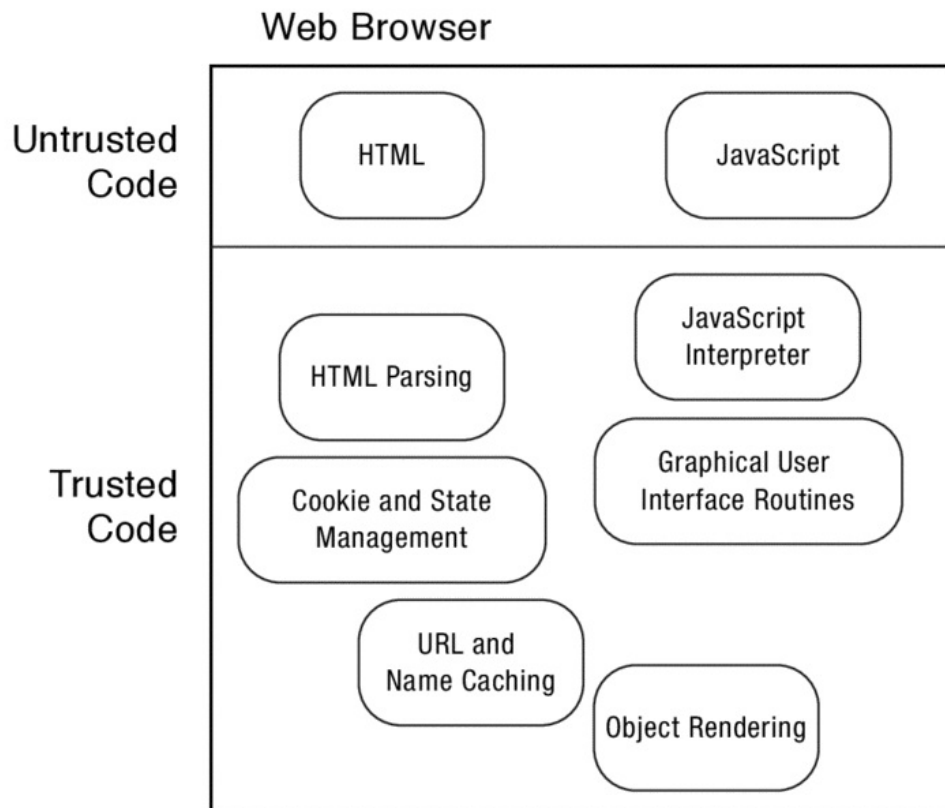 Web Browser
Untrusted
Code
HTML
JavaScript
Trusted
Code
HTML Parsing
JavaScript
Interpreter
Cookie and State
Management
Graphical User
Interface Routines
URL and
Name Caching
Object Rendering